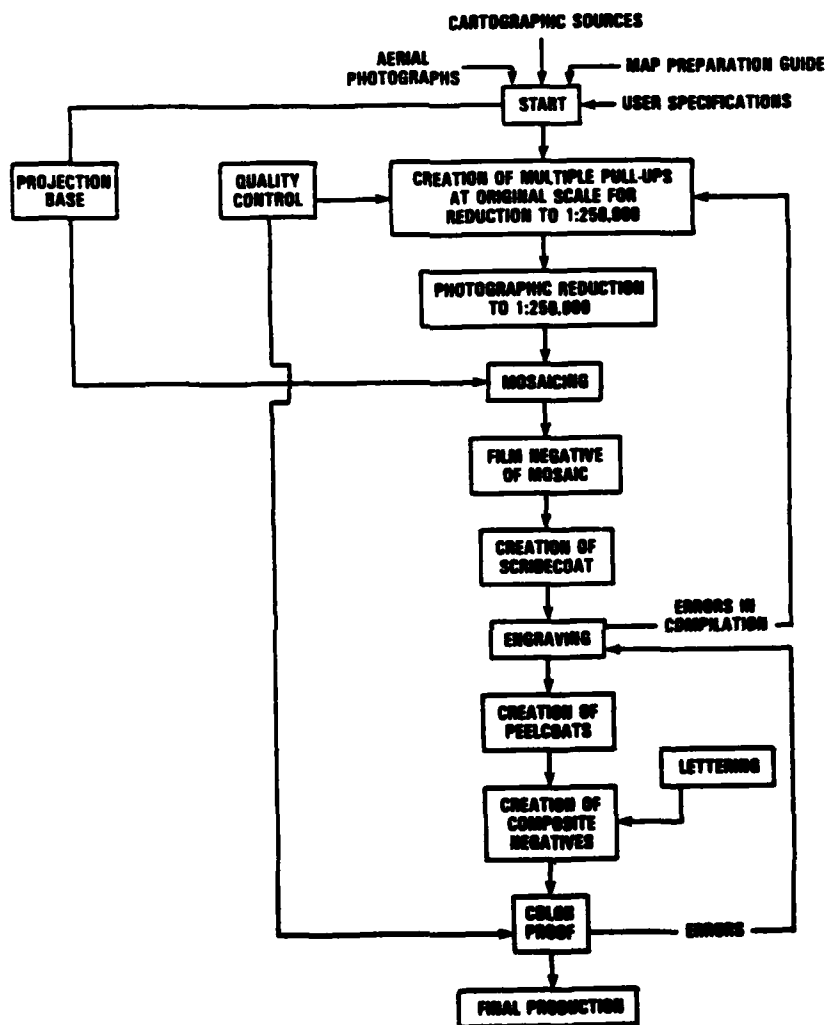 CARTOGRAPHIC SOURCES
AERIAL
PHOTOGRAPHS
MAP PREPARATION GUIDE
START
USER SPECIFICATIONS
PROJECTION
BASE
QUALITY
CONTROL
CREATION OF MULTIPLE PULL-UPS
AT ORIGINAL SCALE FOR
REDUCTION TO 1:250,000
PHOTOGRAPHIC REDUCTION
TO 1:250,000
MOSAICING
FILM NEGATIVE
OF MOSAIC
CREATION OF
SCRIBECOAT
ERRORS IN
COMPILATION
ENGRAVING
CREATION OF
PEELCOATS
LETTERING
CREATION OF
COMPOSITE
NEGATIVES
COLOR
PROOF
ERRORS
FINAL PRODUCTION